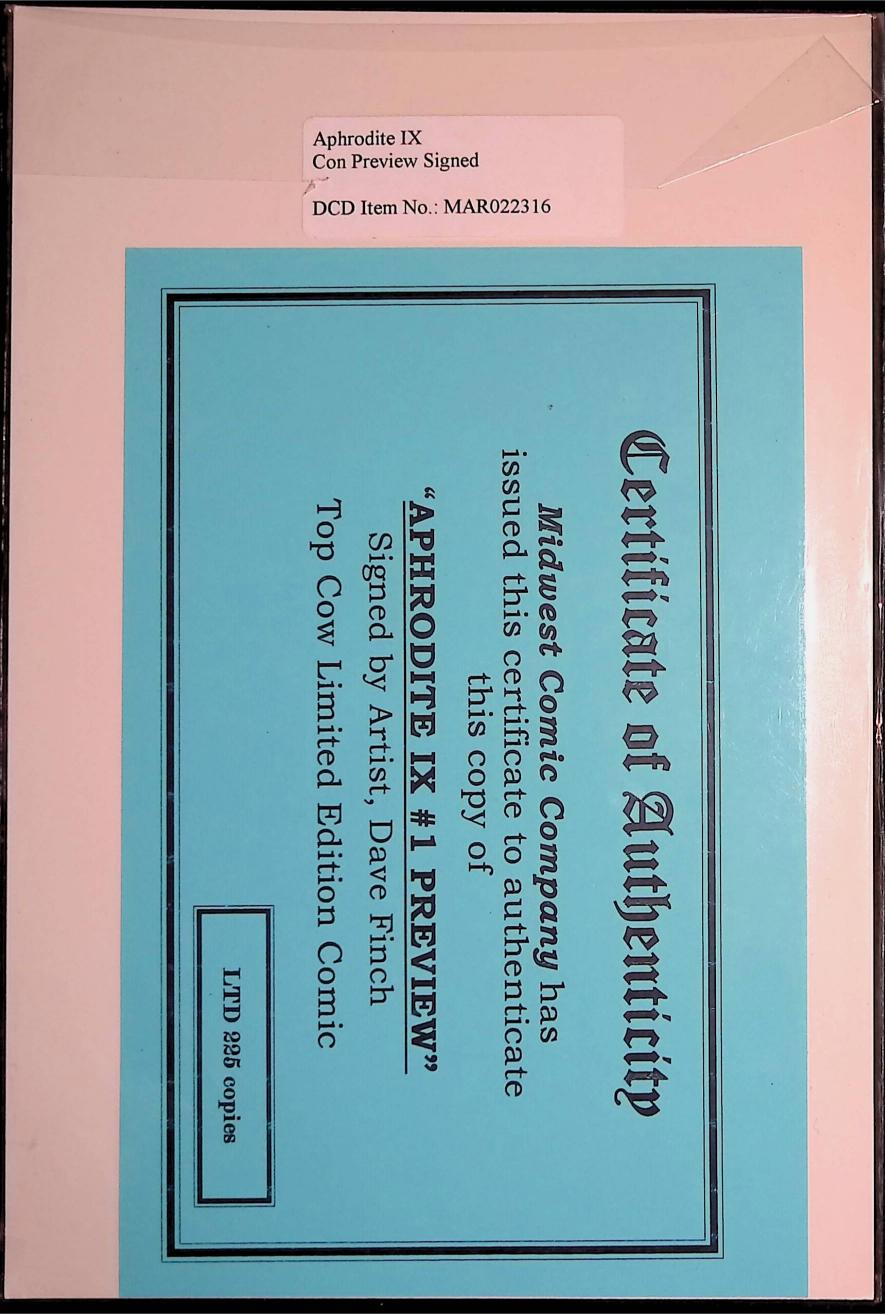 Aphrodite IX
Con Preview Signed
DCD Item No.: MAR022316
Certificate of Authenticity
Midwest Comic Company has
issued this certificate to authenticate
this copy of
"APHRODITE IX #1 PREVIEW"
Signed by Artist, Dave Finch
Top Cow Limited Edition Comic
LTD 225 copies